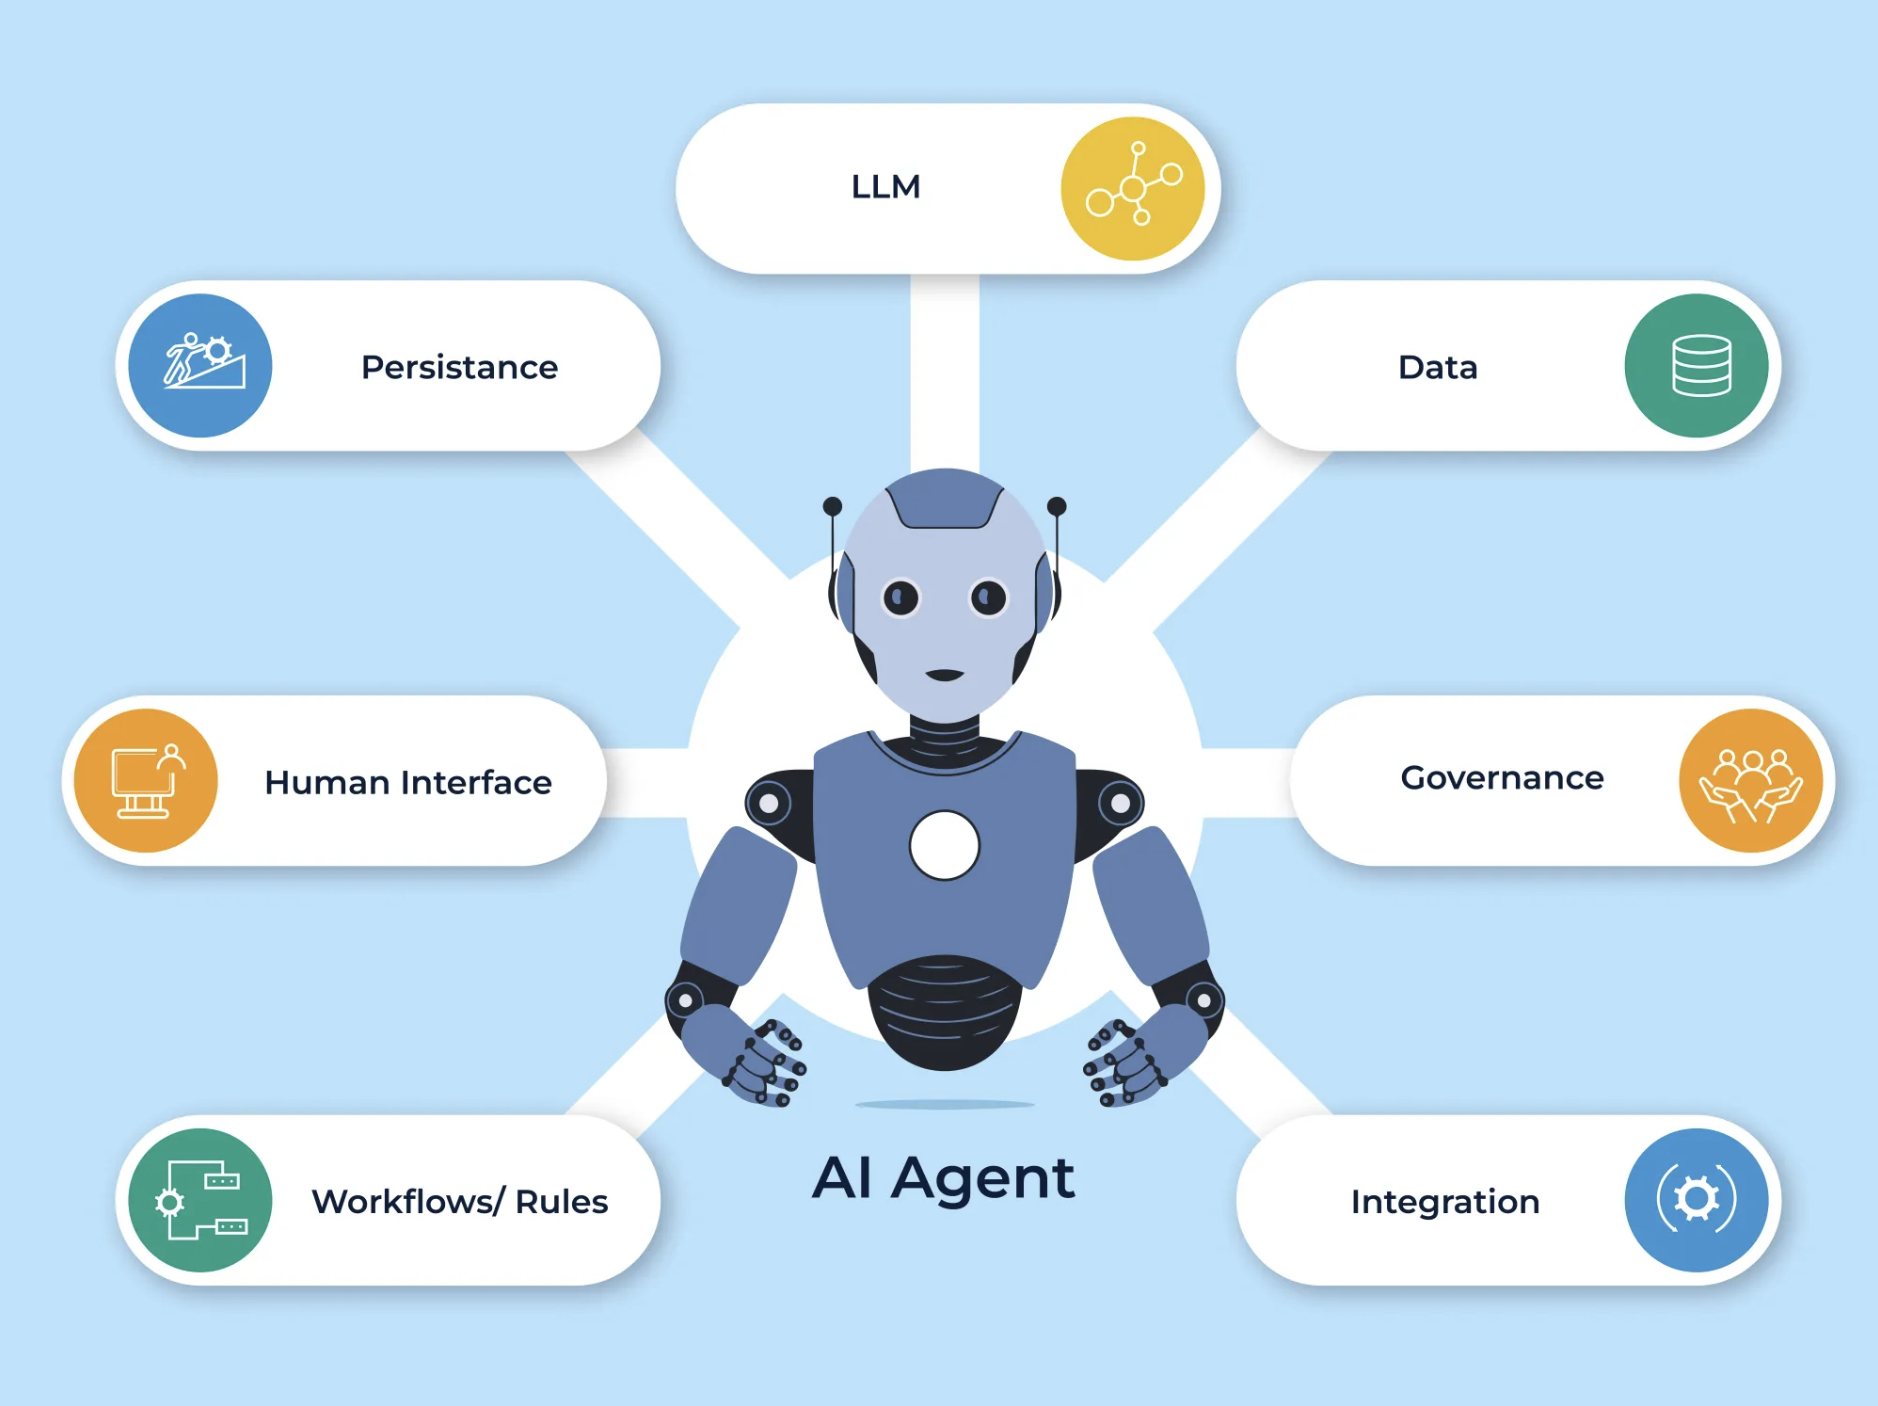 LLM
Persistance
Data
Human Interface
Governance
Workflows/ Rules
AI Agent
Integration